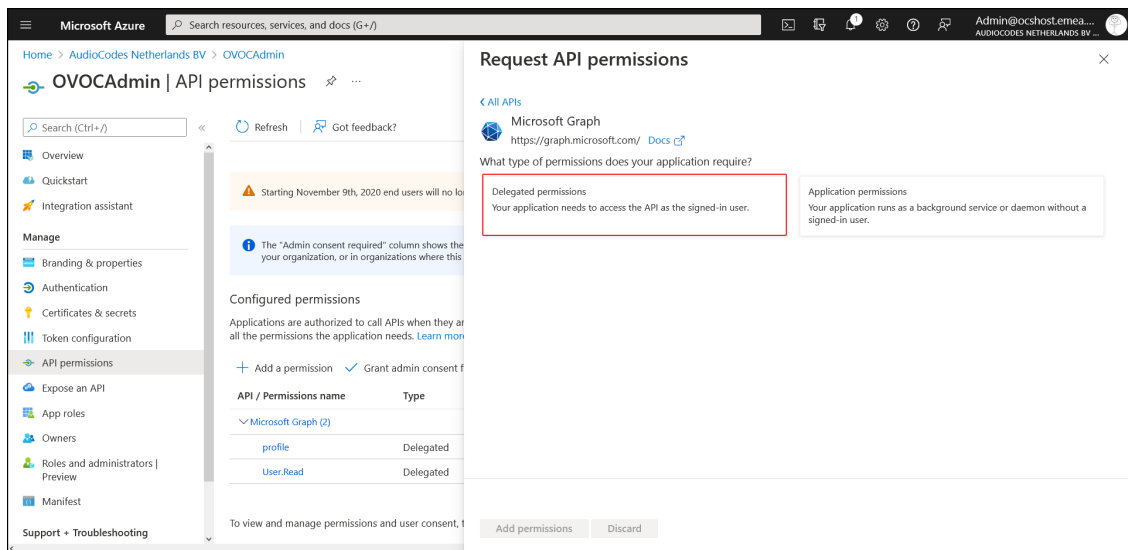 Microsoft Azure
Search resources, services, and docs (G+/)
Admin@ocshost.emea....
AUDIOCODES NETHERLANDS BV ...
Home > AudioCodes Netherlands BV > OVOCAdmin
OVOCAdmin | API permissions
...
Search (Ctrl+/)
«
Refresh
Got feedback?
Overview
Quickstart
Integration assistant
Manage
Branding & properties
Authentication
Certificates & secrets
Token configuration
API permissions
Expose an API
App roles
Owners
Roles and administrators |
Preview
Manifest
Support + Troubleshooting
Starting November 9th, 2020 end users will no lo
The "Admin consent required" column shows the
your organization, or in organizations where this
Configured permissions
Applications are authorized to call APIs when they ar
all the permissions the application needs. Learn mor
Add a permission
Grant admin consent f
API / Permissions name Type
Microsoft Graph (2)
profile Delegated
User.Read Delegated
To view and manage permissions and user consent, t
Request API permissions
All APIs
Microsoft Graph
https://graph.microsoft.com/ Docs
What type of permissions does your application require?
Delegated permissions
Your application needs to access the API as the signed-in user.
Application permissions
Your application runs as a background service or daemon without a
signed-in user.
Add permissions
Discard